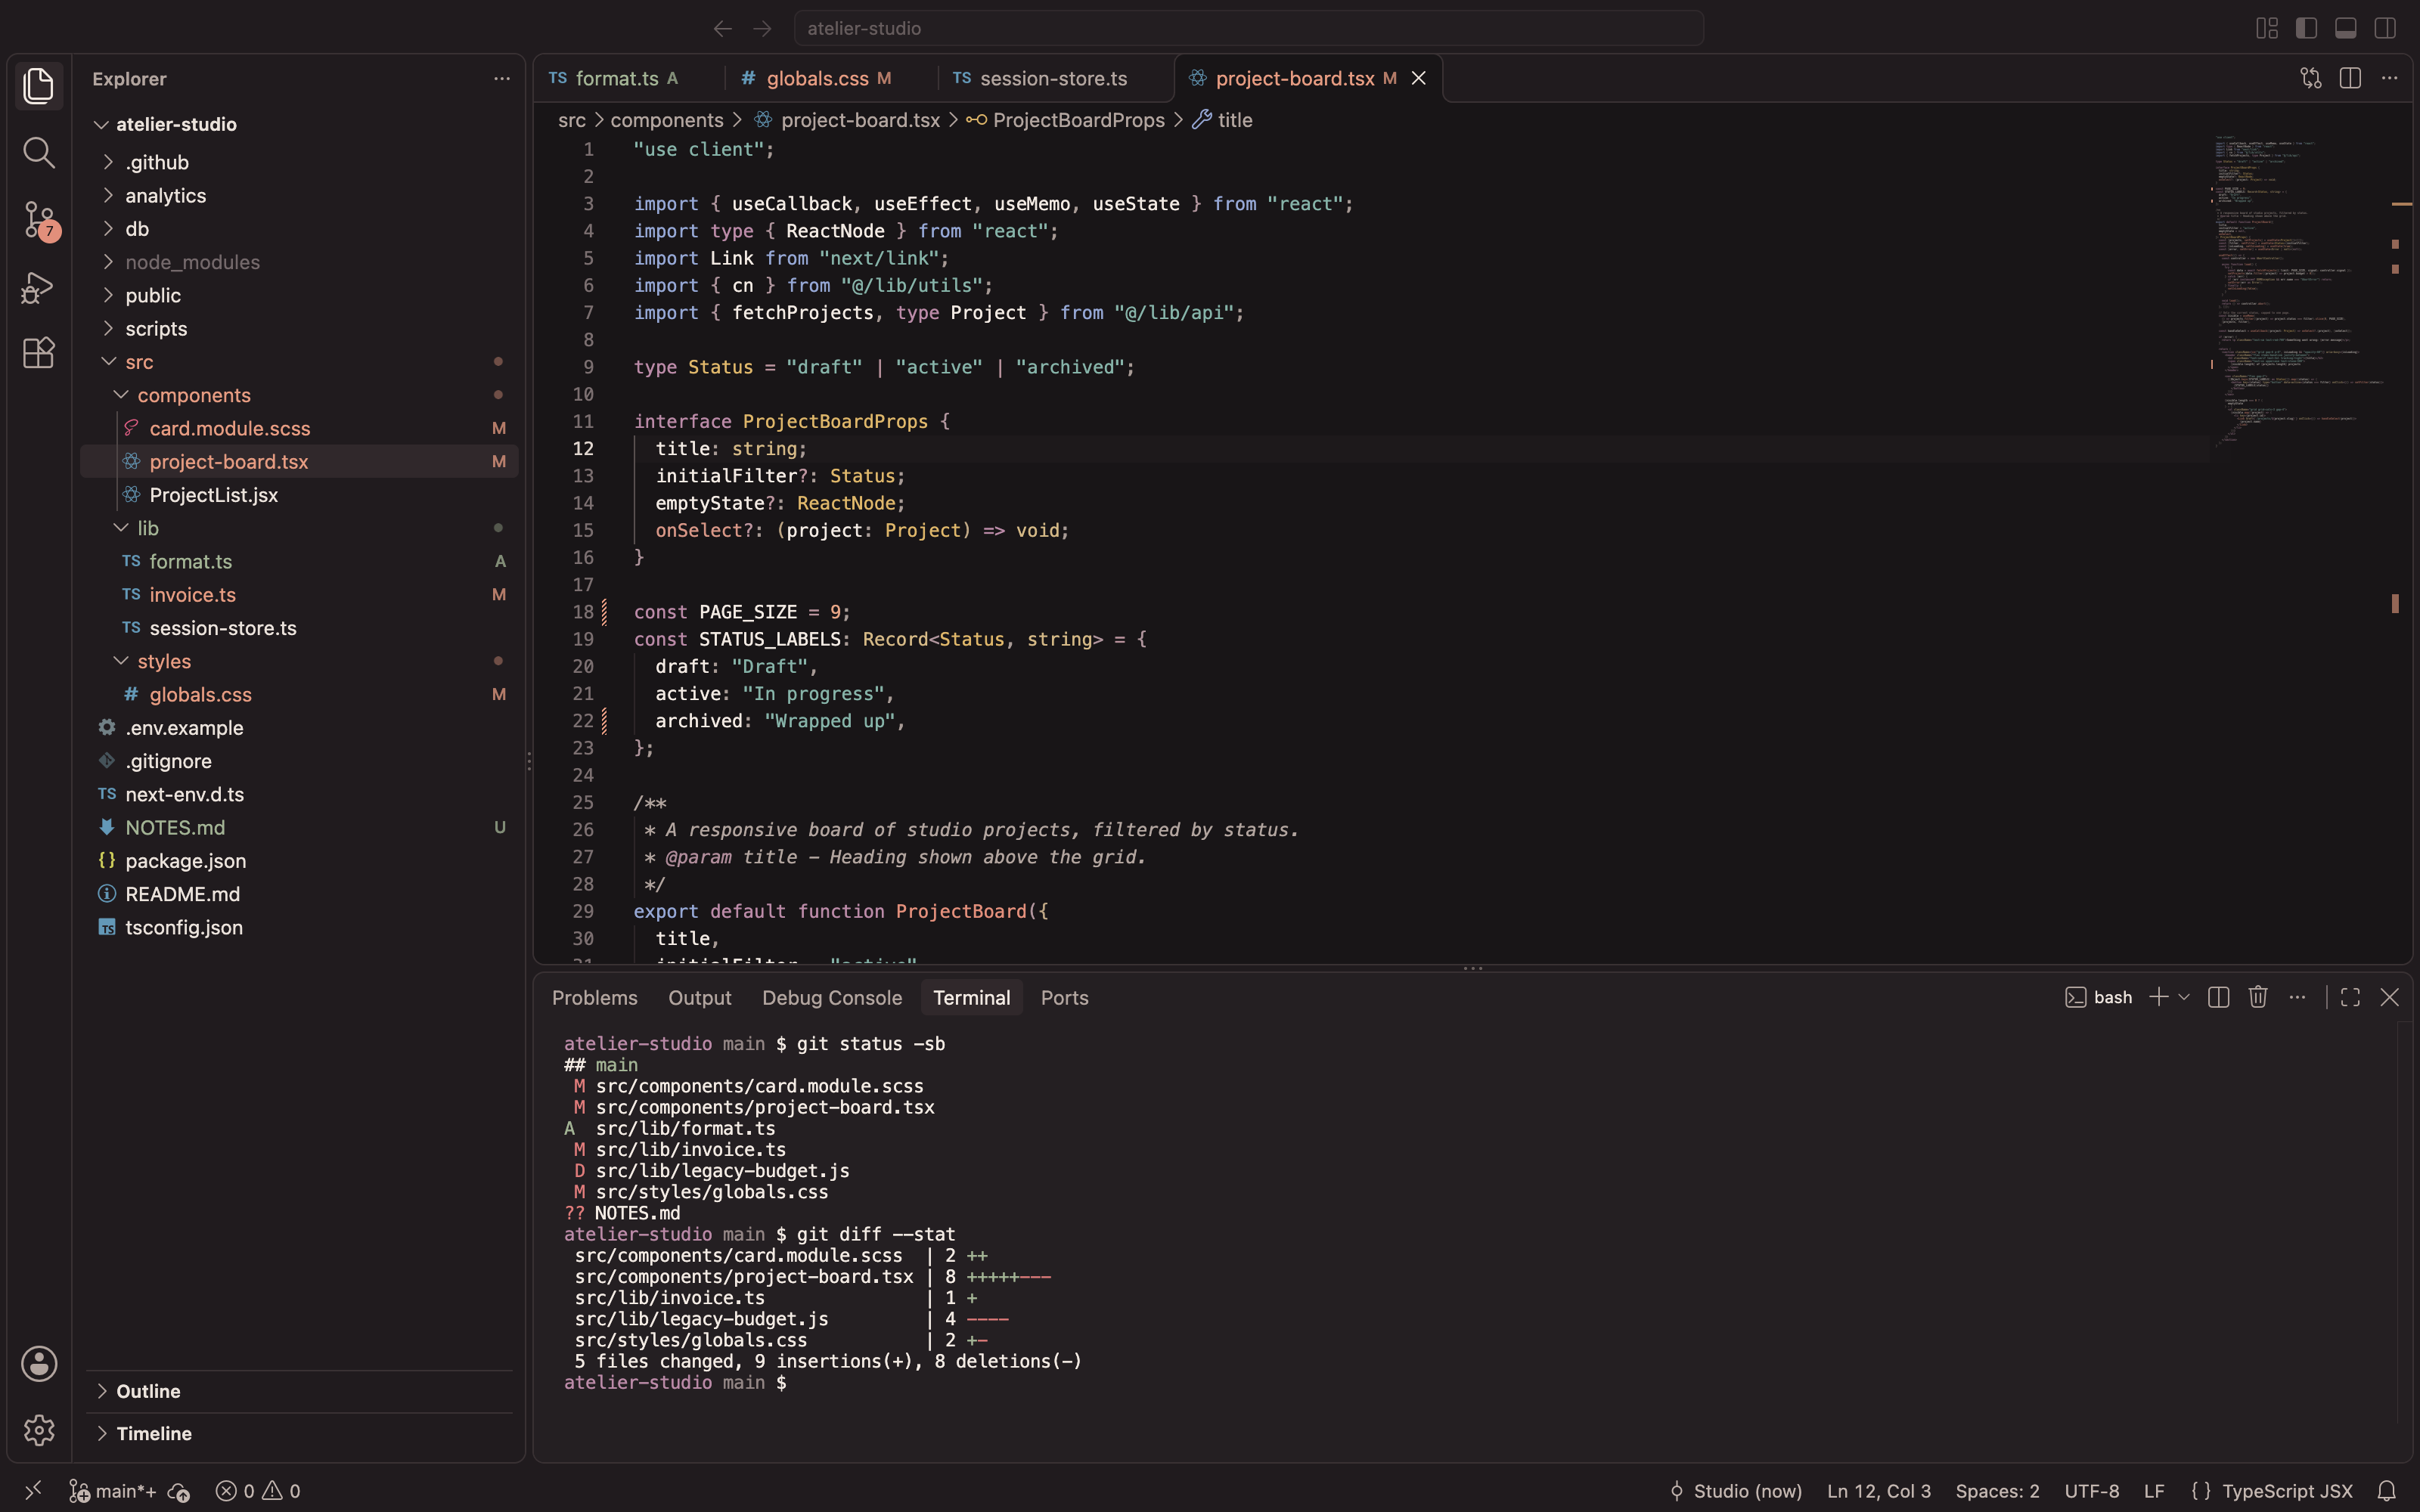 atelier-studio
Explorer
atelier-studio
.github
analytics
db
node_modules
public
scripts
src
components
card.module.scss M
project-board.tsx M
ProjectList.jsx
lib
TS format.ts A
TS invoice.ts M
TS session-store.ts
styles
# globals.css M
.env.example
.gitignore
TS next-env.d.ts
NOTES.md U
{} package.json
README.md
TS tsconfig.json
Outline
Timeline
7
TS format.ts A
# globals.css M
TS session-store.ts
project-board.tsx M
src > components > project-board.tsx > ProjectBoardProps > title
1 "use client";
2
3 import { useCallback, useEffect, useMemo, useState } from "react";
4 import type { ReactNode } from "react";
5 import Link from "next/link";
6 import { cn } from "@/lib/utils";
7 import { fetchProjects, type Project } from "@/lib/api";
8
9 type Status = "draft" | "active" | "archived";
10
11 interface ProjectBoardProps {
12 title: string;
13 initialFilter?: Status;
14 emptyState?: ReactNode;
15 onSelect?: (project: Project) => void;
16 }
17
18 const PAGE_SIZE = 9;
19 const STATUS_LABELS: Record<Status, string> = {
20 draft: "Draft",
21 active: "In progress",
22 archived: "Wrapped up",
23 };
24
25 /**
26 * A responsive board of studio projects, filtered by status.
27 * @param title – Heading shown above the grid.
28 */
29 export default function ProjectBoard({
30 title,
31 initialFilter = "active"
Problems Output Debug Console Terminal Ports
bash
atelier-studio main $ git status -sb
## main
M src/components/card.module.scss
M src/components/project-board.tsx
A src/lib/format.ts
M src/lib/invoice.ts
D src/lib/legacy-budget.js
M src/styles/globals.css
?? NOTES.md
atelier-studio main $ git diff --stat
src/components/card.module.scss | 2 ++
src/components/project-board.tsx | 8 +++++---
src/lib/invoice.ts | 1 +
src/lib/legacy-budget.js | 4 ----
src/styles/globals.css | 2 +-
5 files changed, 9 insertions(+), 8 deletions(-)
atelier-studio main $
main*+ 0 0 Studio (now) Ln 12, Col 3 Spaces: 2 UTF-8 LF {} TypeScript JSX